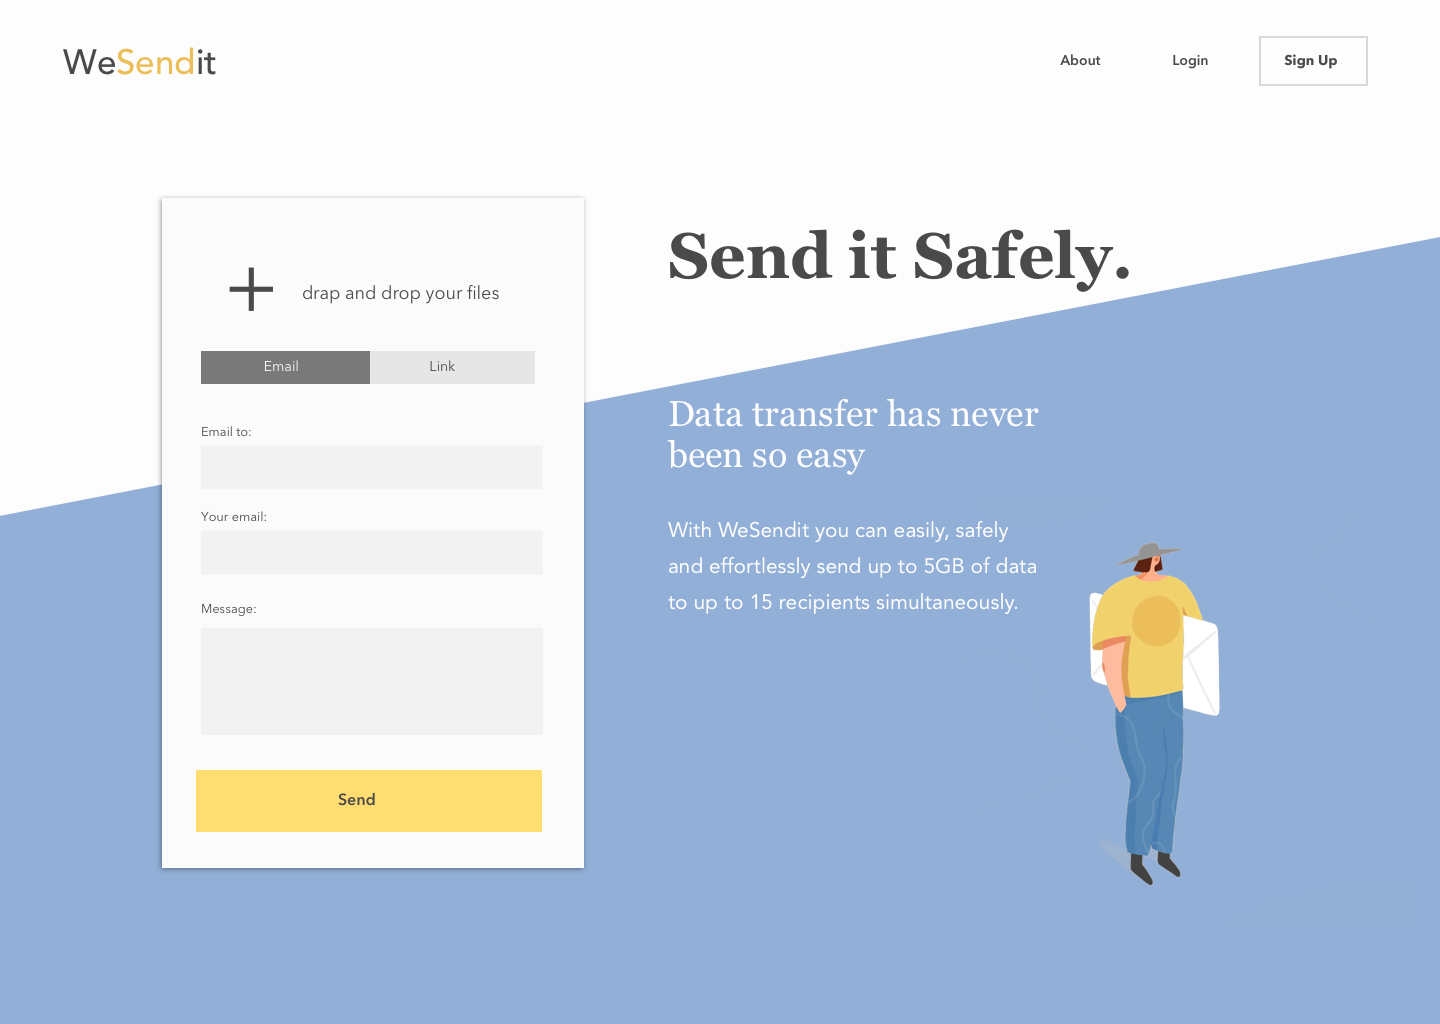 WeSendit
About
Login
Sign Up
drap and drop your files
Email
Link
Email to:
Your email:
Message:
Send
Send it Safely.
Data transfer has never
been so easy
With WeSendit you can easily, safely
and effortlessly send up to 5GB of data
to up to 15 recipients simultaneously.